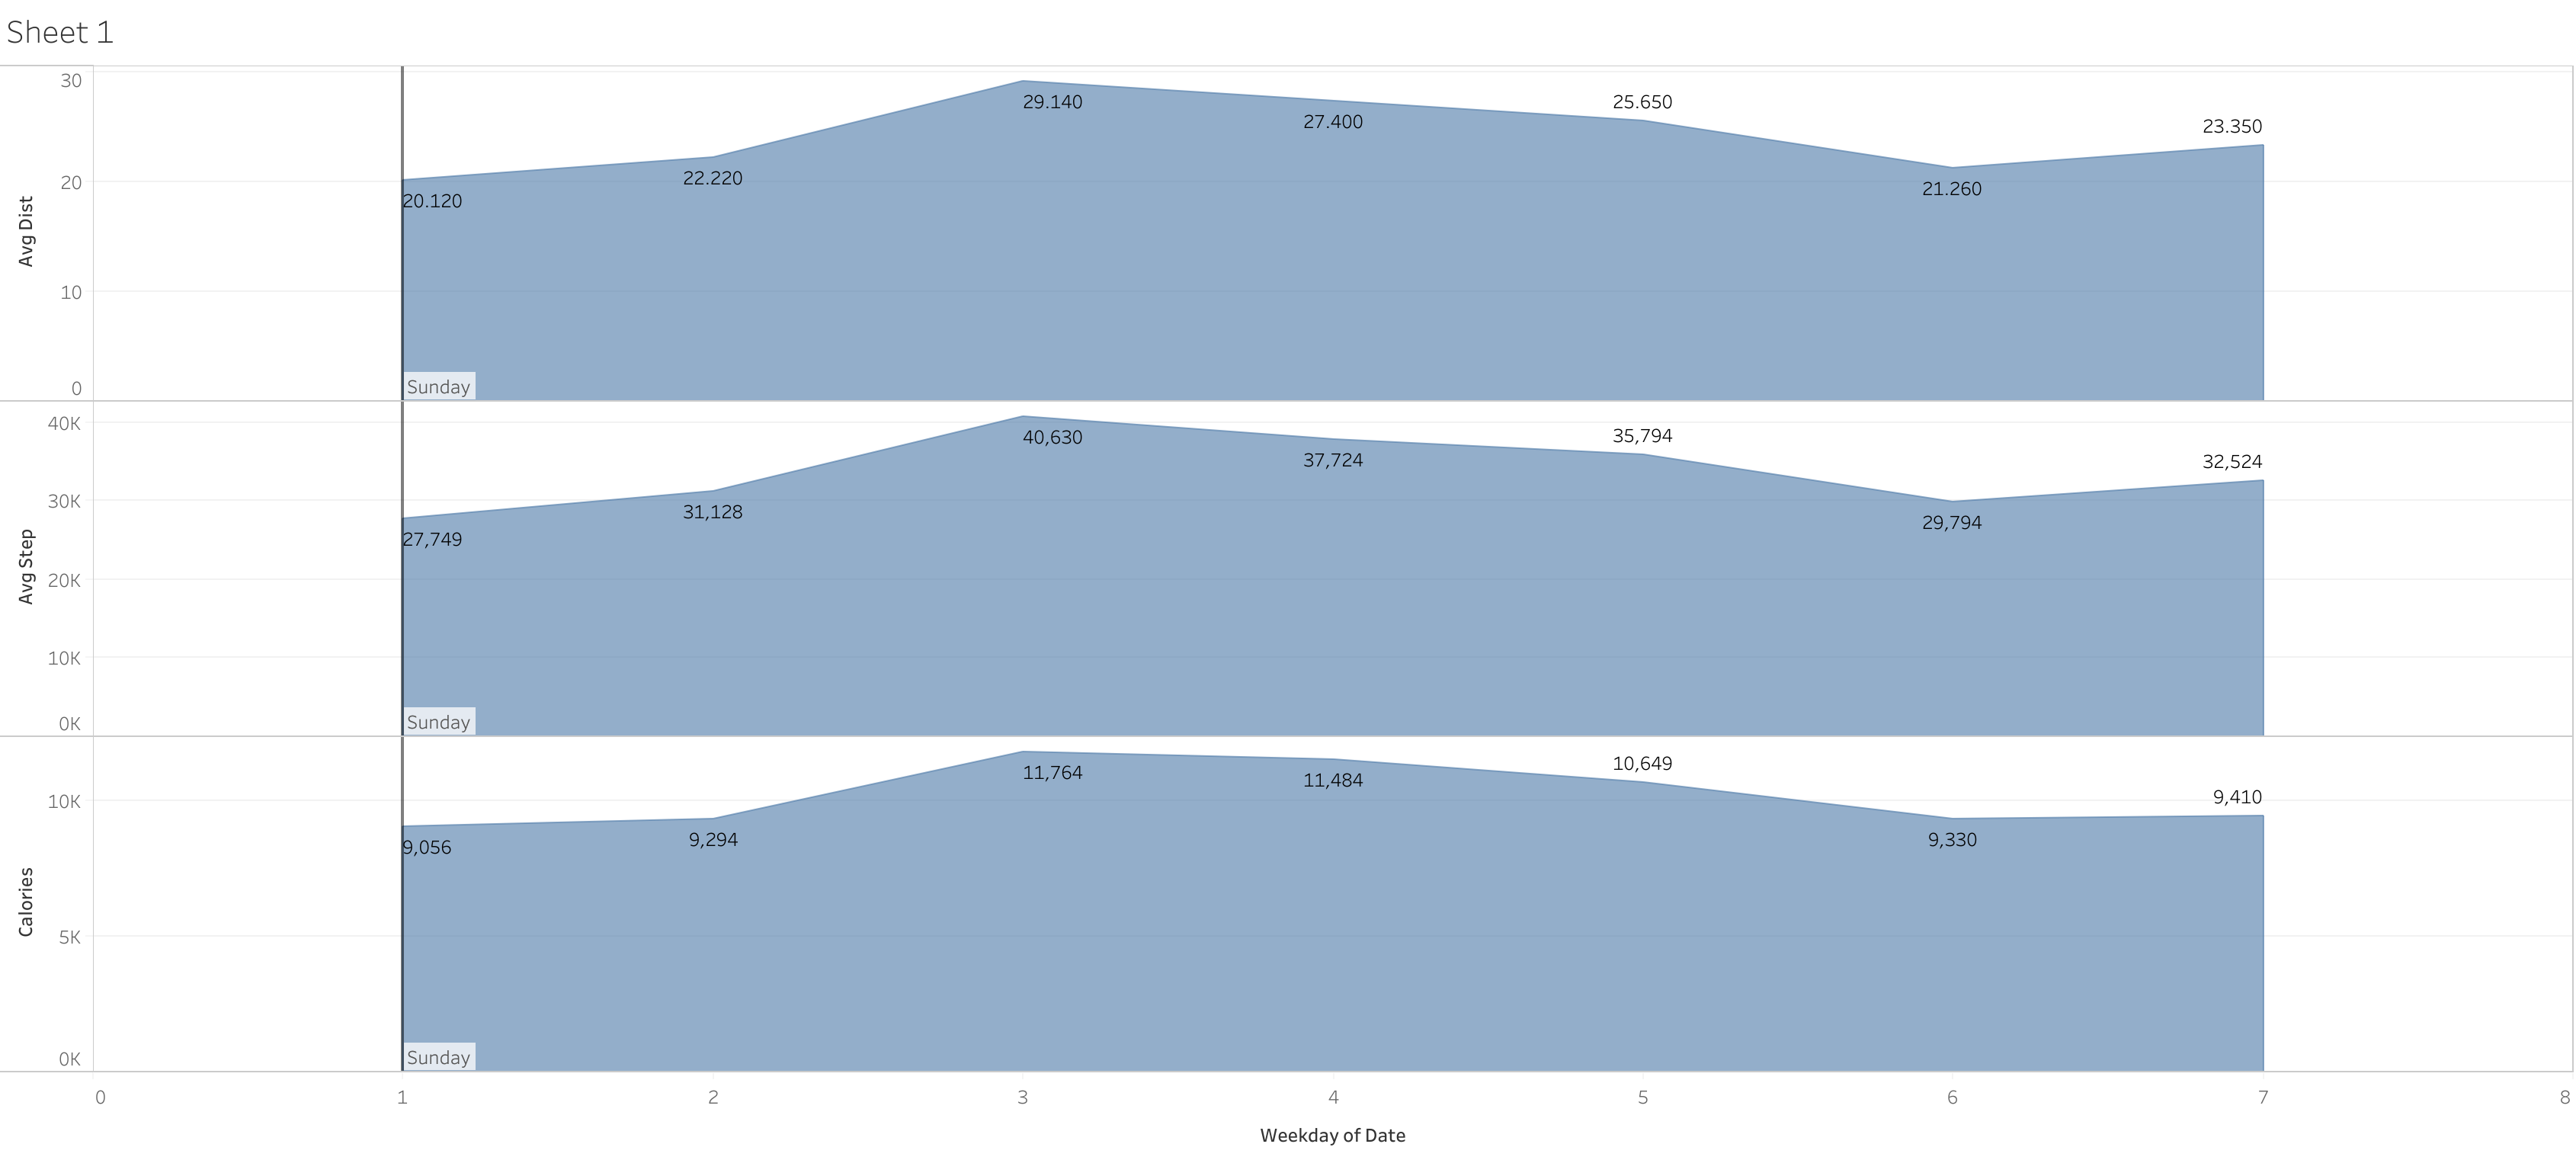 Sheet 1
30
20
10
0
Avg Dist
20.120
22.220
29.140
27.400
25.650
21.260
23.350
Sunday
40K
30K
20K
10K
0K
Avg Step
27,749
31,128
40,630
37,724
35,794
29,794
32,524
Sunday
10K
5K
0K
Calories
9,056
9,294
11,764
11,484
10,649
9,330
9,410
Sunday
0 1 2 3 4 5 6 7 8
Weekday of Date